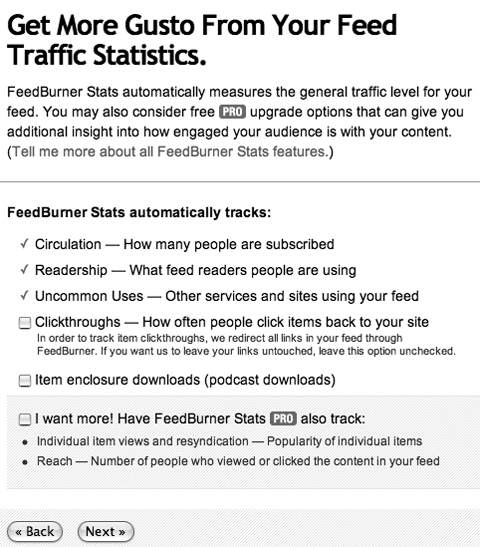 Get More Gusto From Your Feed
Traffic Statistics.
FeedBurner Stats automatically measures the general traffic level for your
feed. You may also consider free PRO upgrade options that can give you
additional insight into how engaged your audience is with your content.
(Tell me more about all FeedBurner Stats features.)
FeedBurner Stats automatically tracks:
✓ Circulation — How many people are subscribed
✓ Readership — What feed readers people are using
✓ Uncommon Uses — Other services and sites using your feed
Clickthroughs — How often people click items back to your site
In order to track item clickthroughs, we redirect all links in your feed through
FeedBurner. If you want us to leave your links untouched, leave this option unchecked.
Item enclosure downloads (podcast downloads)
I want more! Have FeedBurner Stats PRO also track:
• Individual item views and resyndication — Popularity of individual items
• Reach — Number of people who viewed or clicked the content in your feed
« Back Next »